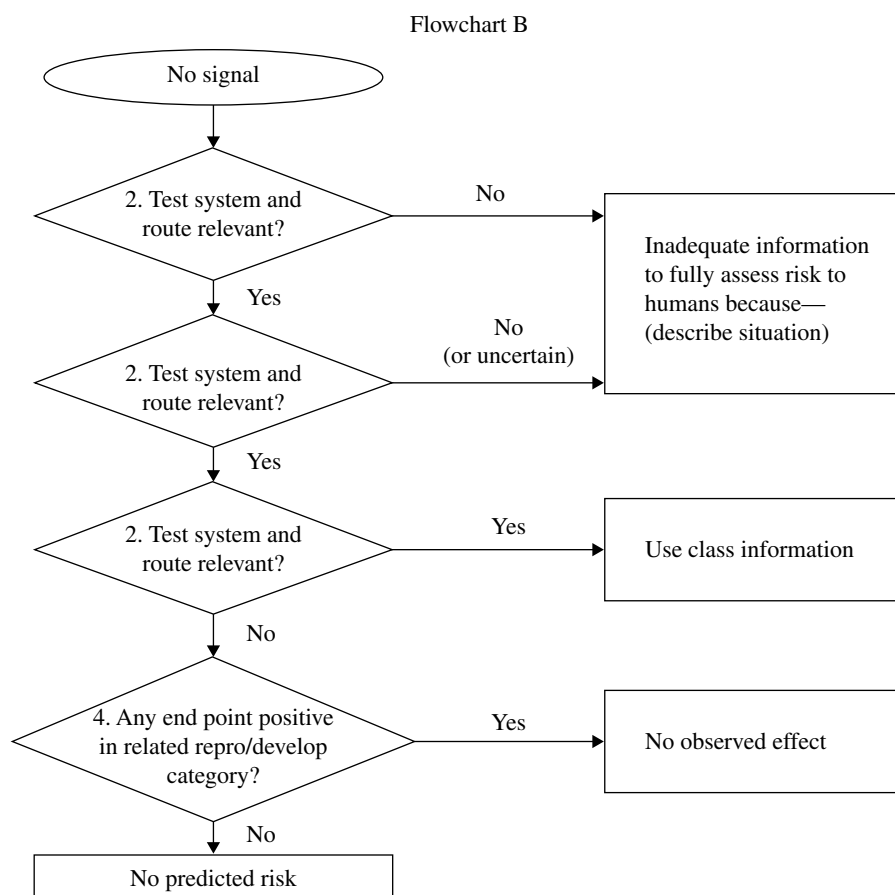 Flowchart B
No signal
2. Test system and
route relevant?
No
Inadequate information
to fully assess risk to
humans because—
(describe situation)
Yes
2. Test system and
route relevant?
No
(or uncertain)
Yes
2. Test system and
route relevant?
Yes
Use class information
No
4. Any end point positive
in related repro/develop
category?
Yes
No observed effect
No
No predicted risk